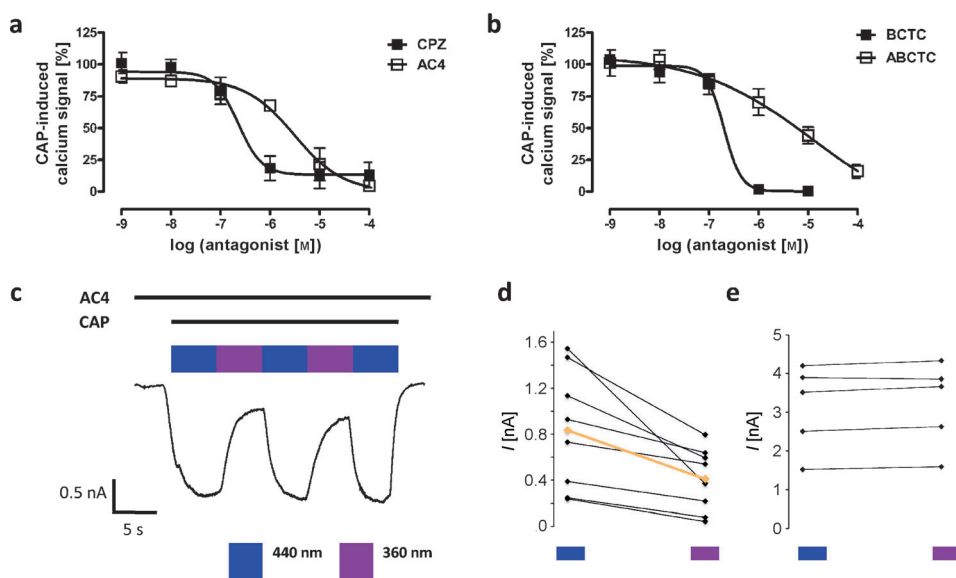 a
125
100
75
50
25
0
CAP-induced
calcium signal [%]
-9 -8 -7 -6 -5 -4
log (antagonist [M])
CPZ
AC4
b
125
100
75
50
25
0
CAP-induced
calcium signal [%]
-9 -8 -7 -6 -5 -4
log (antagonist [M])
BCTC
ABCTC
c
AC4
CAP
0.5 nA
5 s
440 nm
360 nm
d
1.6
1.2
0.8
0.4
0
I [nA]
e
5
4
3
2
1
0
I [nA]